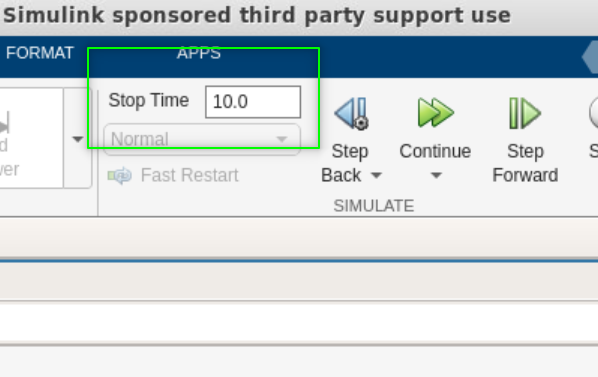 Simulink sponsored third party support use
FORMAT APPS
Stop Time 10.0
Normal
Fast Restart
Step Back
Continue
Step Forward
SIMULATE